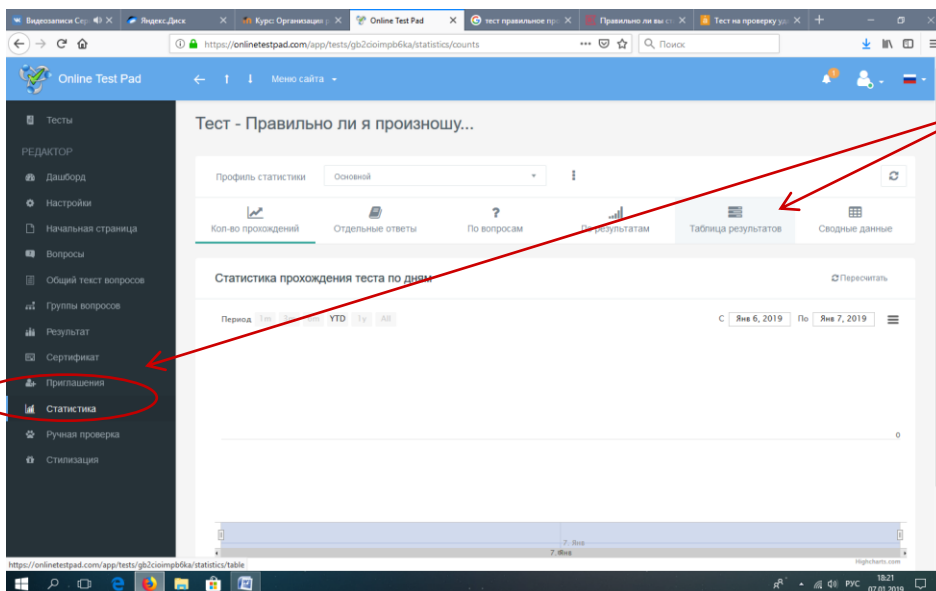 Видеозаписи Сер
Яндекс.Диск
Курс: Организация р
Online Test Pad
тест правильное про
Правильно ли вы ст
Тест на проверку уд
https://onlinetestpad.com/app/tests/gb2cioimpb6ka/statistics/counts
Поиск
Online Test Pad
Меню сайта
Тесты
РЕДАКТОР
Дашборд
Настройки
Начальная страница
Вопросы
Общий текст вопросов
Группы вопросов
Результат
Сертификат
Приглашения
Статистика
Ручная проверка
Стилизация
Тест - Правильно ли я произношу...
Профиль статистики
Основной
Кол-во прохождений
Отдельные ответы
По вопросам
По результатам
Таблица результатов
Сводные данные
Статистика прохождения теста по дням
Пересчитать
Период 1m YTD 1y All
С Янв 6, 2019 По Янв 7, 2019
0
7. Янв
7. Янв
Highcharts.com
https://onlinetestpad.com/app/tests/gb2cioimpb6ka/statistics/table
РУС
18:21
07.01.2019